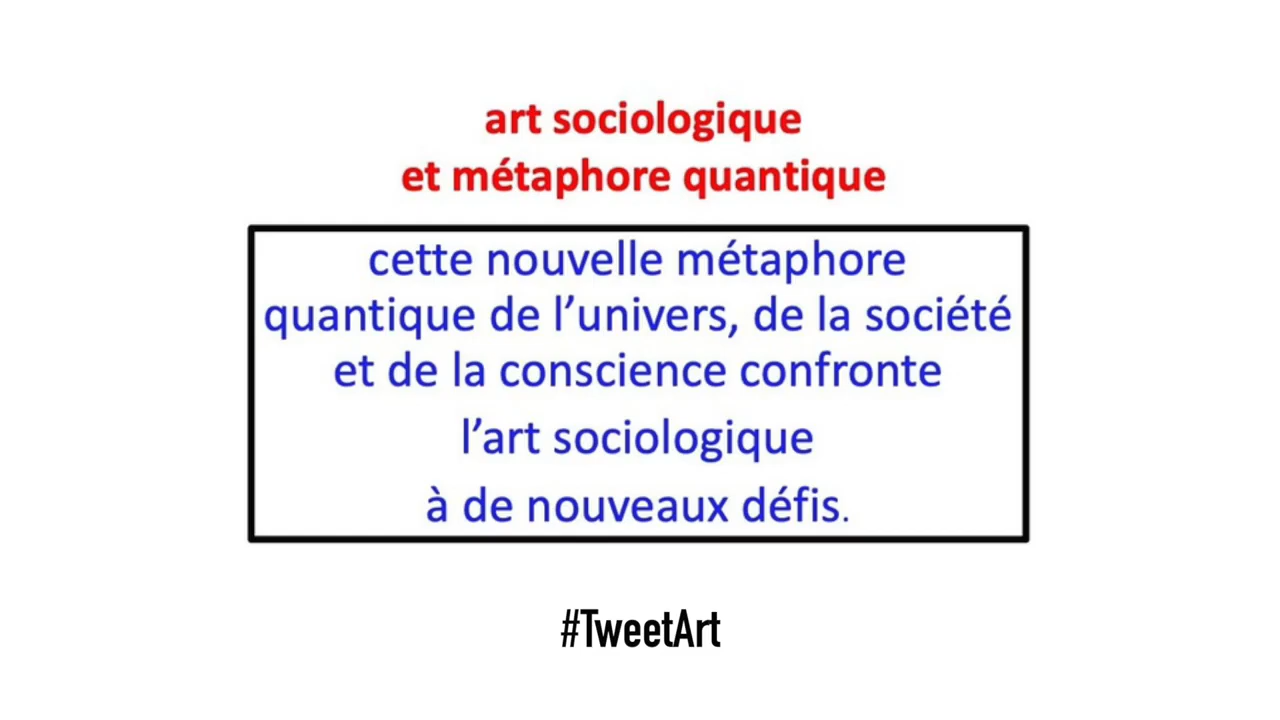 art sociologique
et métaphore quantique
cette nouvelle métaphore
quantique de l’univers, de la société
et de la conscience confronte
l’art sociologique
à de nouveaux défis.
#TweetArt